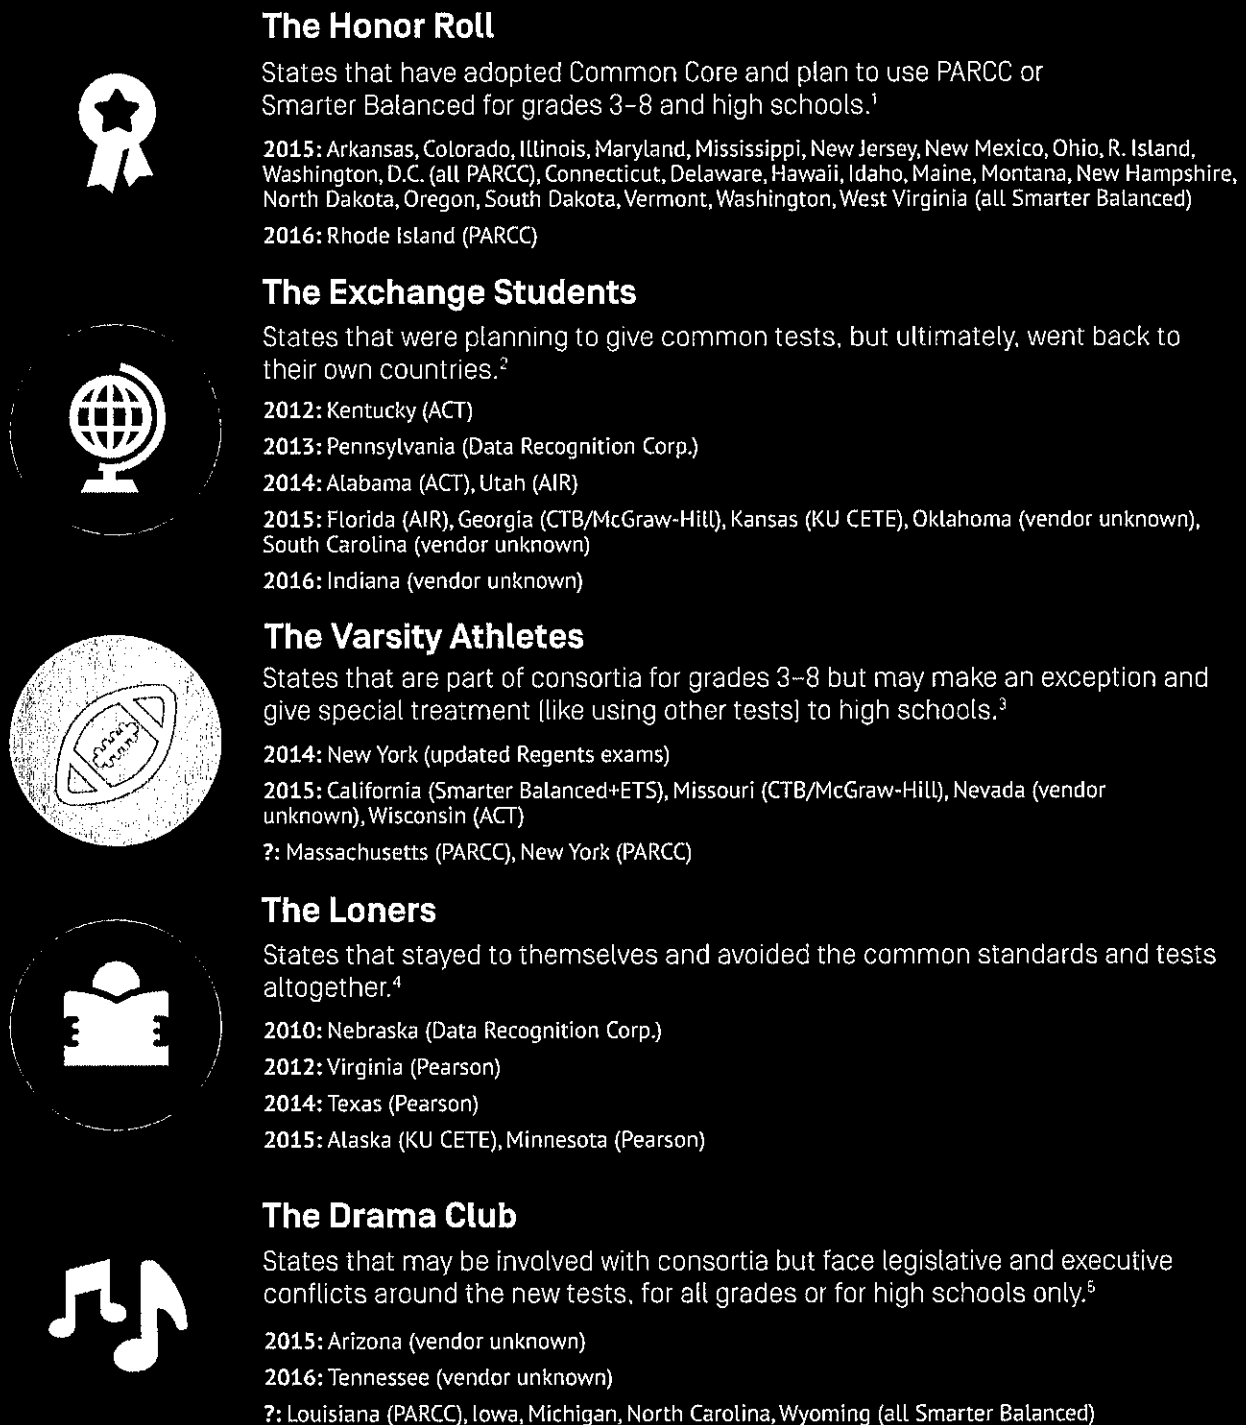 The Honor Roll
States that have adopted Common Core and plan to use PARCC or
Smarter Balanced for grades 3–8 and high schools.¹
2015: Arkansas, Colorado, Illinois, Maryland, Mississippi, New Jersey, New Mexico, Ohio, R. Island,
Washington, D.C. (all PARCC), Connecticut, Delaware, Hawaii, Idaho, Maine, Montana, New Hampshire,
North Dakota, Oregon, South Dakota, Vermont, Washington, West Virginia (all Smarter Balanced)
2016: Rhode Island (PARCC)
The Exchange Students
States that were planning to give common tests, but ultimately, went back to
their own countries.²
2012: Kentucky (ACT)
2013: Pennsylvania (Data Recognition Corp.)
2014: Alabama (ACT), Utah (AIR)
2015: Florida (AIR), Georgia (CTB/McGraw-Hill), Kansas (KU CETE), Oklahoma (vendor unknown),
South Carolina (vendor unknown)
2016: Indiana (vendor unknown)
The Varsity Athletes
States that are part of consortia for grades 3–8 but may make an exception and
give special treatment (like using other tests) to high schools.³
2014: New York (updated Regents exams)
2015: California (Smarter Balanced+ETS), Missouri (CTB/McGraw-Hill), Nevada (vendor
unknown), Wisconsin (ACT)
?: Massachusetts (PARCC), New York (PARCC)
The Loners
States that stayed to themselves and avoided the common standards and tests
altogether.⁴
2010: Nebraska (Data Recognition Corp.)
2012: Virginia (Pearson)
2014: Texas (Pearson)
2015: Alaska (KU CETE), Minnesota (Pearson)
The Drama Club
States that may be involved with consortia but face legislative and executive
conflicts around the new tests, for all grades or for high schools only.⁵
2015: Arizona (vendor unknown)
2016: Tennessee (vendor unknown)
?: Louisiana (PARCC), Iowa, Michigan, North Carolina, Wyoming (all Smarter Balanced)